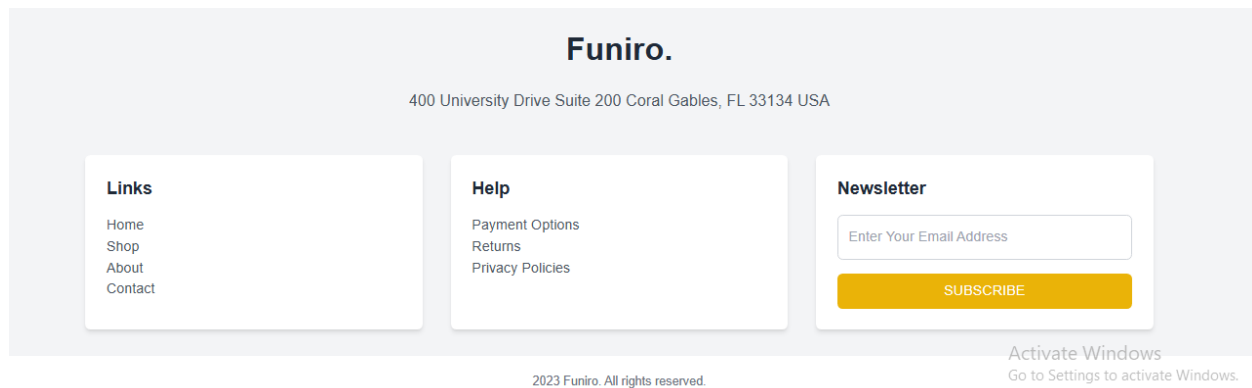 Funiro.
400 University Drive Suite 200 Coral Gables, FL 33134 USA
Links
Home
Shop
About
Contact
Help
Payment Options
Returns
Privacy Policies
Newsletter
Enter Your Email Address
SUBSCRIBE
Activate Windows
Go to Settings to activate Windows.
2023 Funiro. All rights reserved.